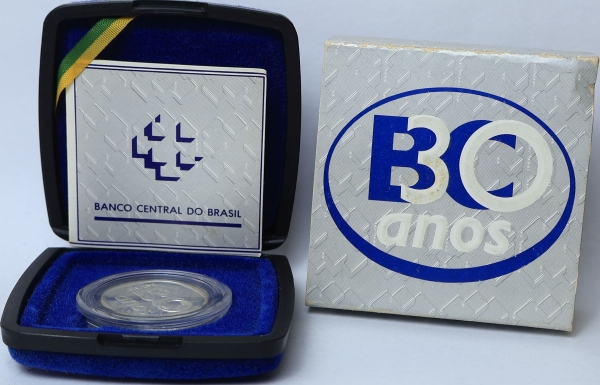 BANCO CENTRAL DO BRASIL
BC 30
anos